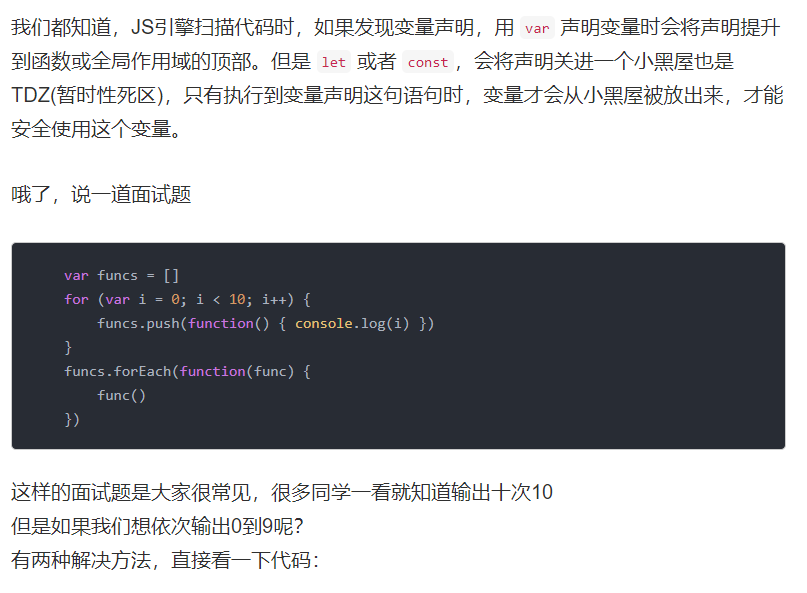 我们都知道，JS引擎扫描代码时，如果发现变量声明，用 var 声明变量时会将声明提升
到函数或全局作用域的顶部。但是 let 或者 const ，会将声明关进一个小黑屋也是
TDZ(暂时性死区)，只有执行到变量声明这句语句时，变量才会从小黑屋被放出来，才能
安全使用这个变量。
哦了，说一道面试题
var funcs = []
for (var i = 0; i < 10; i++) {
funcs.push(function() { console.log(i) })
}
funcs.forEach(function(func) {
func()
})
这样的面试题是大家很常见，很多同学一看就知道输出十次10
但是如果我们想依次输出0到9呢？
有两种解决方法，直接看一下代码：